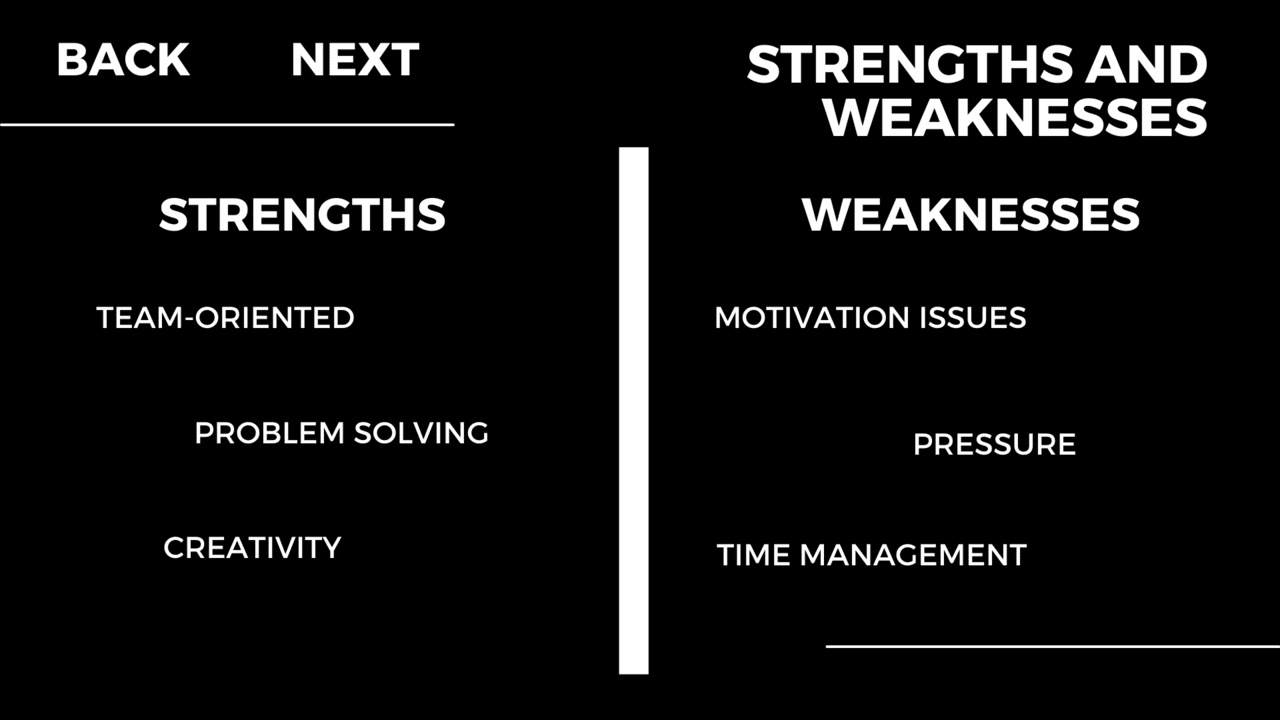 BACK
NEXT
STRENGTHS AND
WEAKNESSES
STRENGTHS
TEAM-ORIENTED
PROBLEM SOLVING
CREATIVITY
WEAKNESSES
MOTIVATION ISSUES
PRESSURE
TIME MANAGEMENT